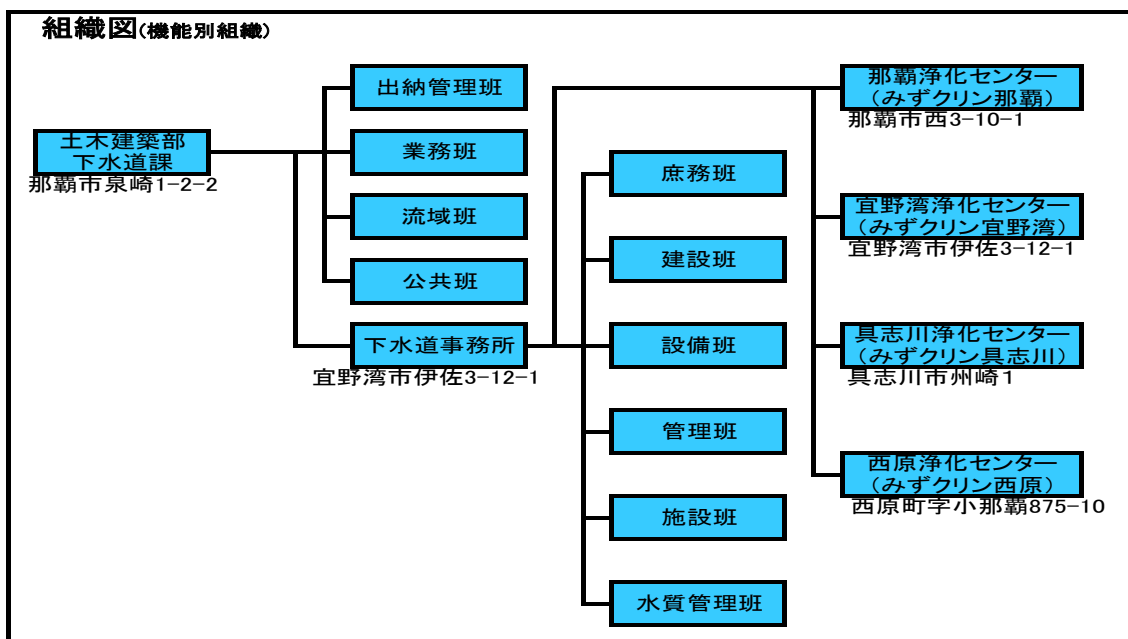 組織図(機能別組織)
土木建築部
下水道課
那覇市泉崎1-2-2
出納管理班
業務班
流域班
公共班
下水道事務所
宜野湾市伊佐3-12-1
庶務班
建設班
設備班
管理班
施設班
水質管理班
那覇浄化センター
(みずクリン那覇)
那覇市西3-10-1
宜野湾浄化センター
(みずクリン宜野湾)
宜野湾市伊佐3-12-1
具志川浄化センター
(みずクリン具志川)
具志川市州崎1
西原浄化センター
(みずクリン西原)
西原町字小那覇875-10